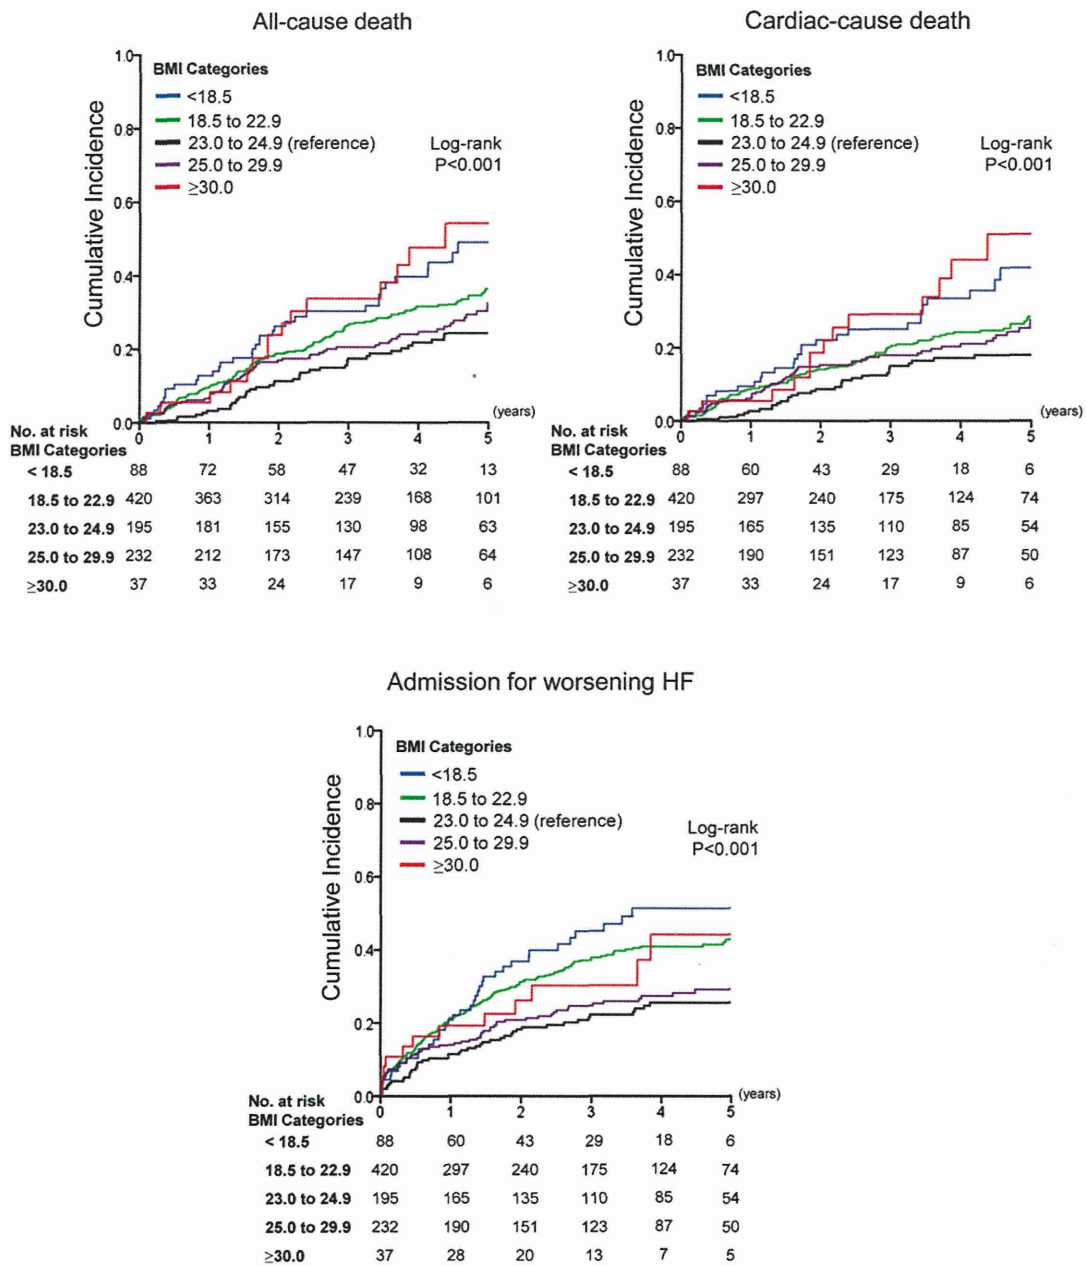 All-cause death
1.0
BMI Categories
<18.5
0.8
18.5 to 22.9
23.0 to 24.9 (reference)
Log-rank
25.0 to 29.9
P<0.001
≥30.0
0.6
Cumulative Incidence
0.4
0.2
0.0
(years)
0 1 2 3 4 5
No. at risk
BMI Categories
< 18.5 88 72 58 47 32 13
18.5 to 22.9 420 363 314 239 168 101
23.0 to 24.9 195 181 155 130 98 63
25.0 to 29.9 232 212 173 147 108 64
≥30.0 37 33 24 17 9 6
Cardiac-cause death
1.0
BMI Categories
<18.5
0.8
18.5 to 22.9
23.0 to 24.9 (reference)
Log-rank
25.0 to 29.9
P<0.001
≥30.0
0.6
Cumulative Incidence
0.4
0.2
0.0
(years)
0 1 2 3 4 5
No. at risk
BMI Categories
< 18.5 88 60 43 29 18 6
18.5 to 22.9 420 297 240 175 124 74
23.0 to 24.9 195 165 135 110 85 54
25.0 to 29.9 232 190 151 123 87 50
≥30.0 37 33 24 17 9 6
Admission for worsening HF
1.0
BMI Categories
<18.5
0.8
18.5 to 22.9
23.0 to 24.9 (reference)
Log-rank
25.0 to 29.9
P<0.001
≥30.0
0.6
Cumulative Incidence
0.4
0.2
0.0
(years)
0 1 2 3 4 5
No. at risk
BMI Categories
< 18.5 88 60 43 29 18 6
18.5 to 22.9 420 297 240 175 124 74
23.0 to 24.9 195 165 135 110 85 54
25.0 to 29.9 232 190 151 123 87 50
≥30.0 37 28 20 13 7 5